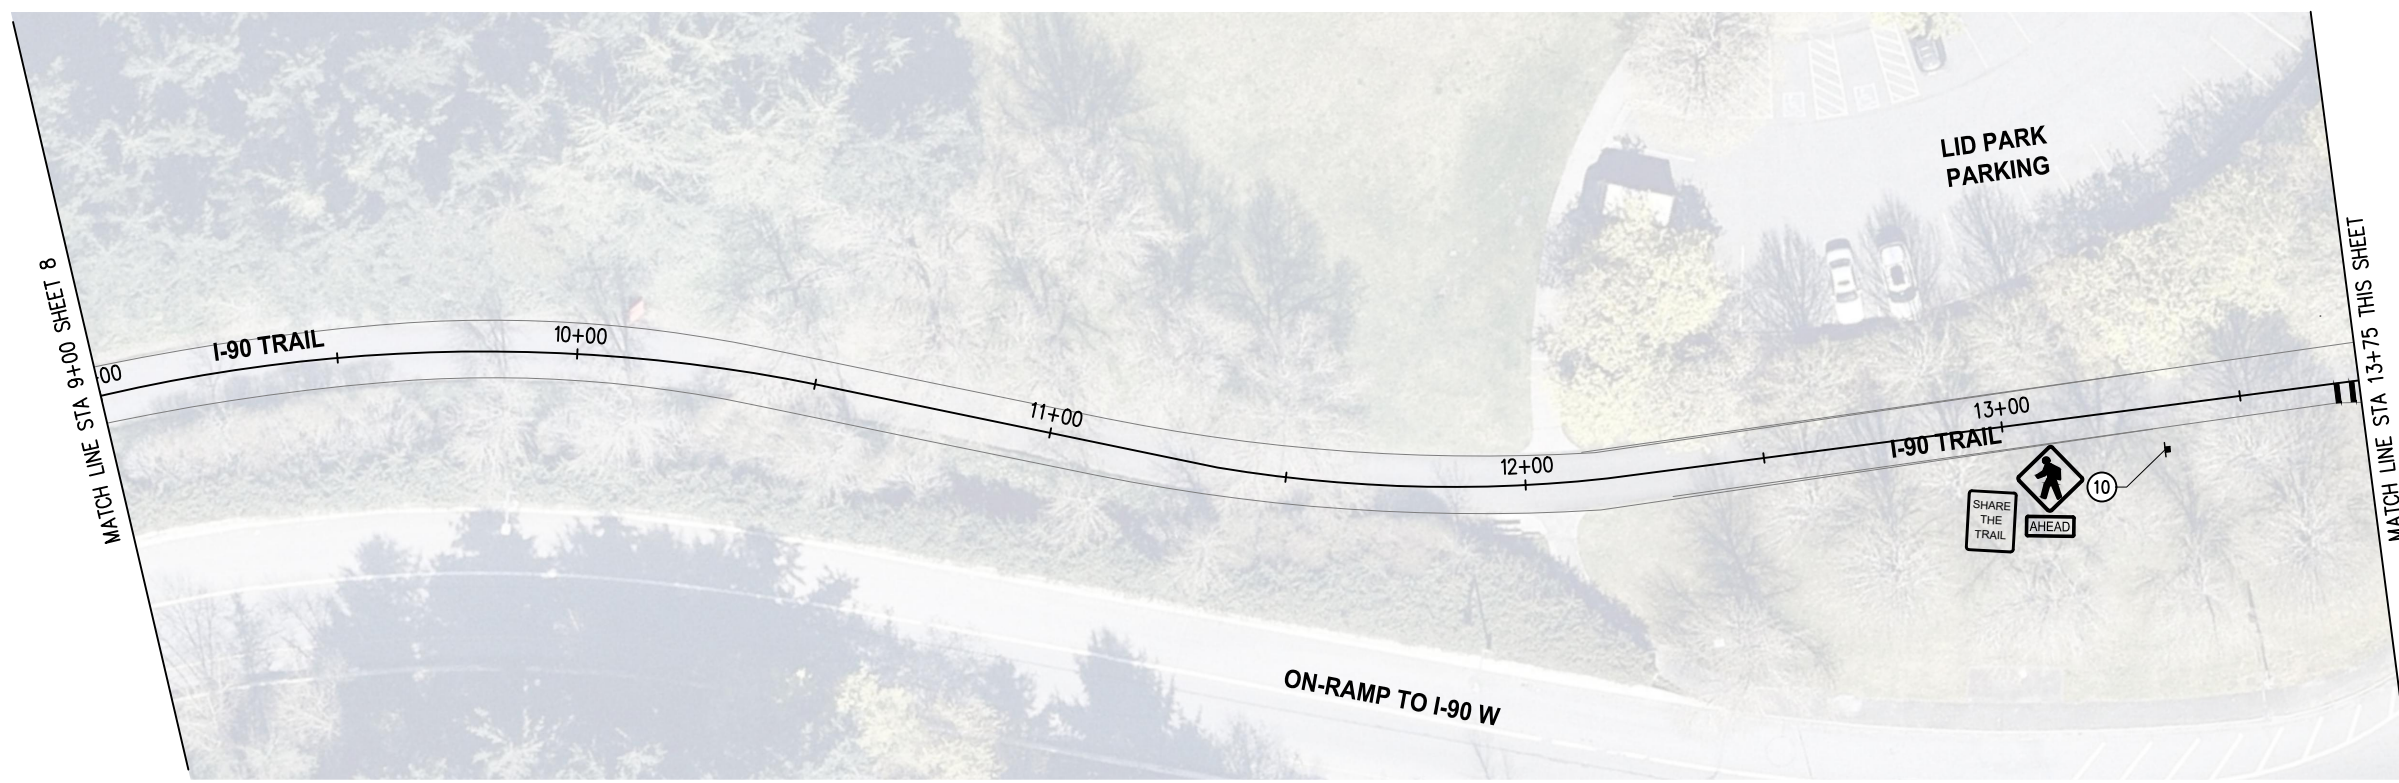 MATCH LINE STA 9+00 SHEET 8
00
I-90 TRAIL
10+00
11+00
12+00
13+00
I-90 TRAIL
LID PARK
PARKING
SHARE
THE
TRAIL
AHEAD
10
ON-RAMP TO I-90 W
MATCH LINE STA 13+75 THIS SHEET